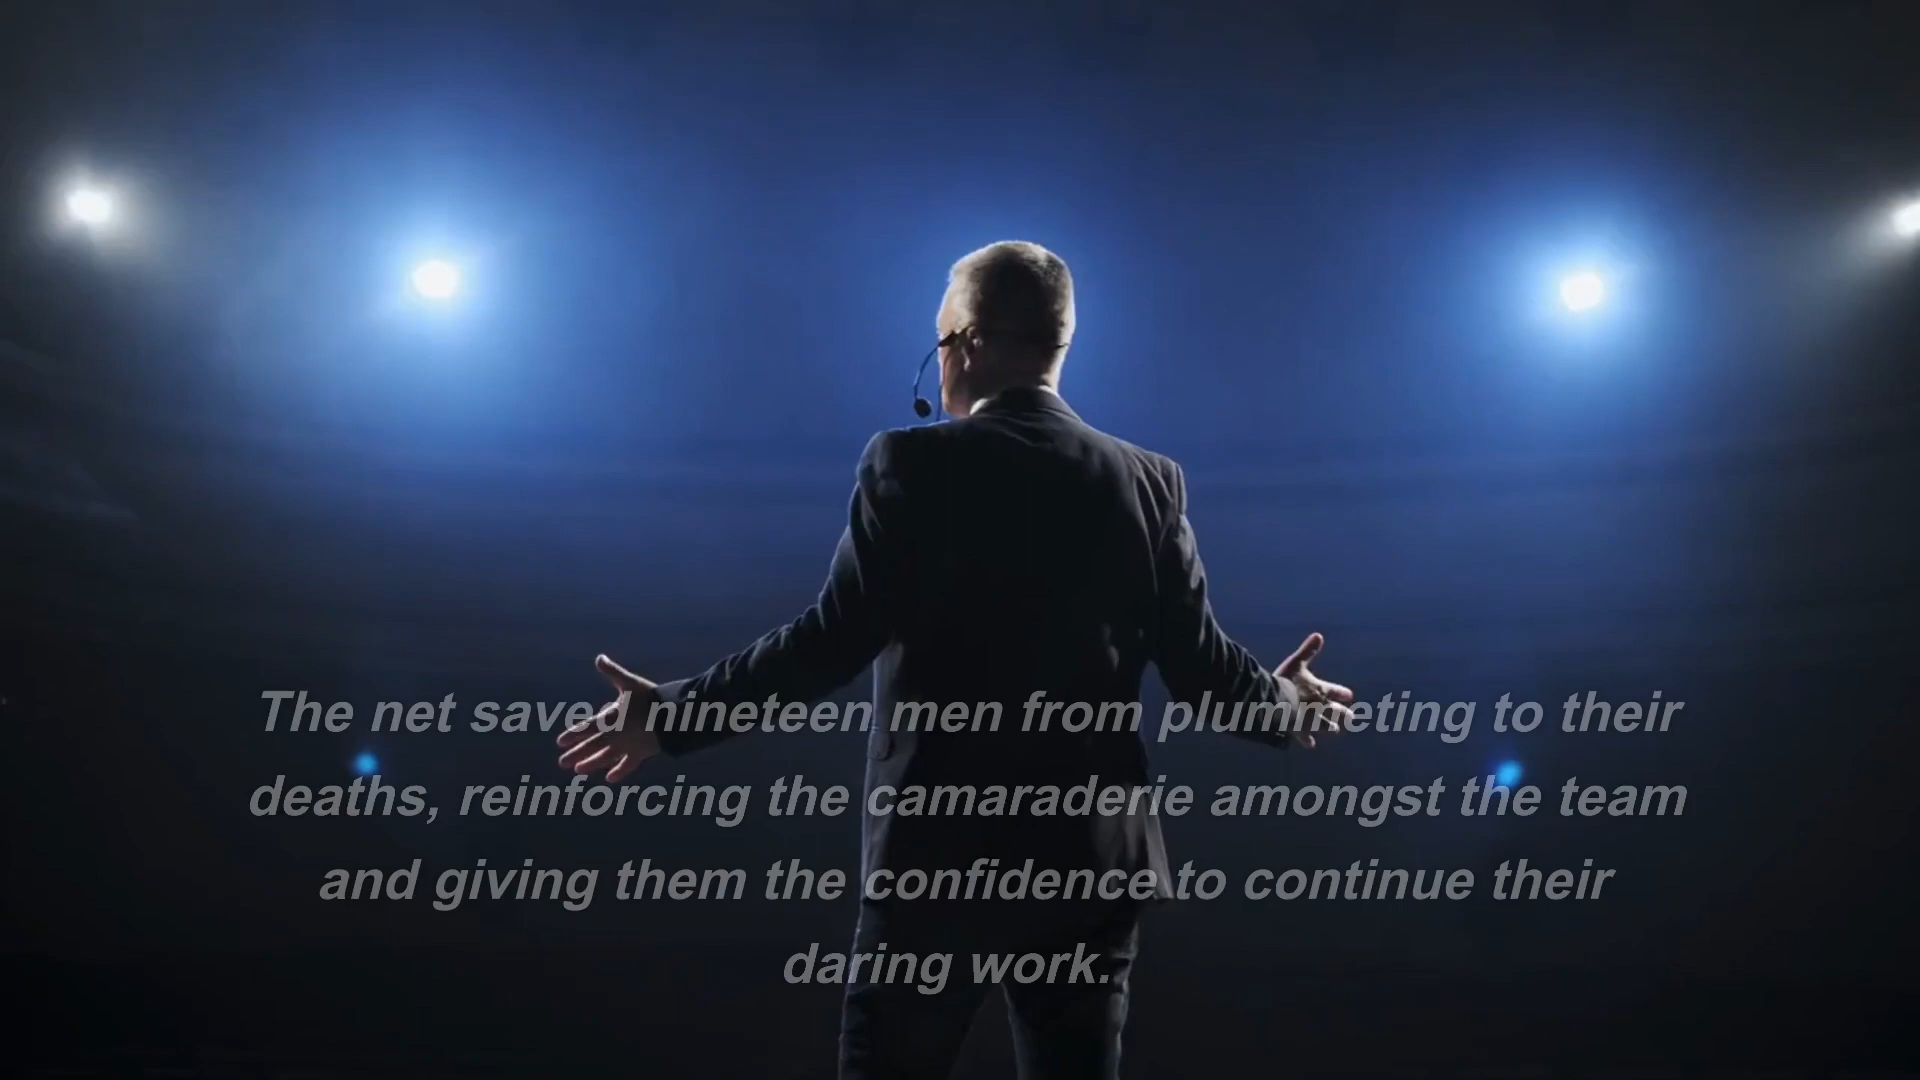 The net saved nineteen men from plummeting to their
deaths, reinforcing the camaraderie amongst the team
and giving them the confidence to continue their
daring work.